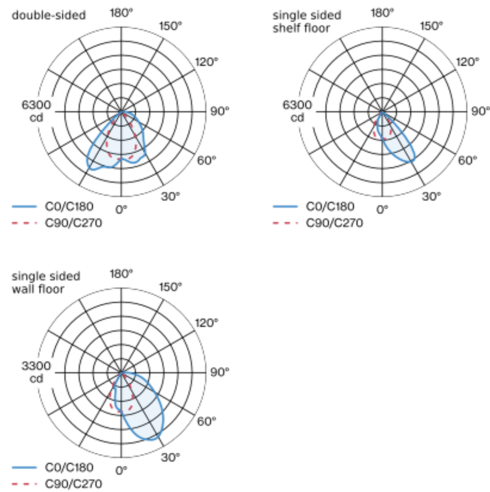 double-sided
180°
150°
120°
6300
cd
90°
60°
30°
0°
C0/C180
C90/C270
single sided
shelf floor
180°
150°
120°
6300
cd
90°
60°
30°
0°
C0/C180
C90/C270
single sided
wall floor
180°
150°
120°
3300
cd
90°
60°
30°
0°
C0/C180
C90/C270